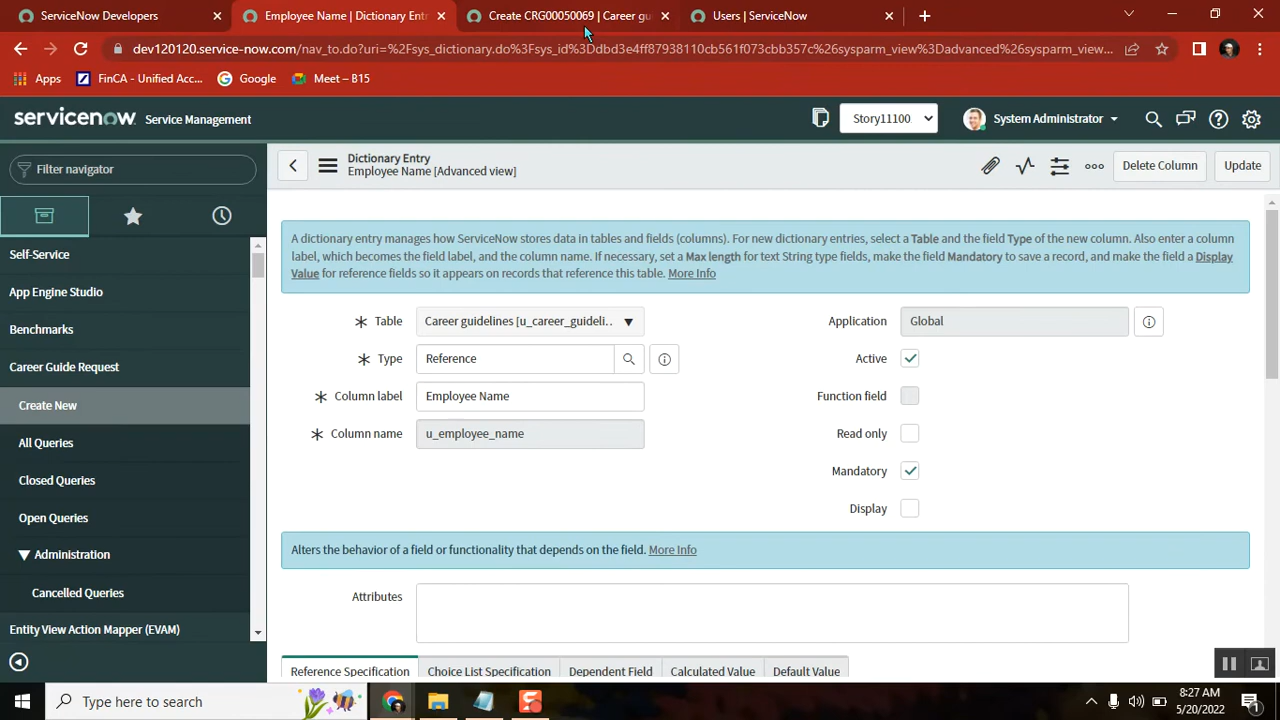 ServiceNow Developers
Employee Name | Dictionary Entr
Create CRG00050069 | Career gu
Users | ServiceNow
dev120120.service-now.com/nav_to.do?uri=%2Fsys_dictionary.do%3Fsys_id%3Ddbd3e4ff87938110cb561f073cbb357c%26sysparm_view%3Dadvanced%26sysparm_w...
Apps
FinCA - Unified Acc...
Google
Meet – B15
servicenow Service Management
Story11100
System Administrator
Filter navigator
Dictionary Entry
Employee Name [Advanced view]
Delete Column
Update
Self-Service
App Engine Studio
Benchmarks
Career Guide Request
Create New
All Queries
Closed Queries
Open Queries
Administration
Cancelled Queries
Entity View Action Mapper (EVAM)
A dictionary entry manages how ServiceNow stores data in tables and fields (columns). For new dictionary entries, select a Table and the field Type of the new column. Also enter a column
label, which becomes the field label, and the column name. If necessary, set a Max length for text String type fields, make the field Mandatory to save a record, and make the field a Display
Value for reference fields so it appears on records that reference this table. More Info
Table
Career guidelines [u_career_guideli..
Application
Global
Type
Reference
Active
Column label
Employee Name
Function field
Column name
u_employee_name
Read only
Mandatory
Display
Alters the behavior of a field or functionality that depends on the field. More Info
Attributes
Reference Specification
Choice List Specification
Dependent Field
Calculated Value
Default Value
Type here to search
8:27 AM
5/20/2022
1